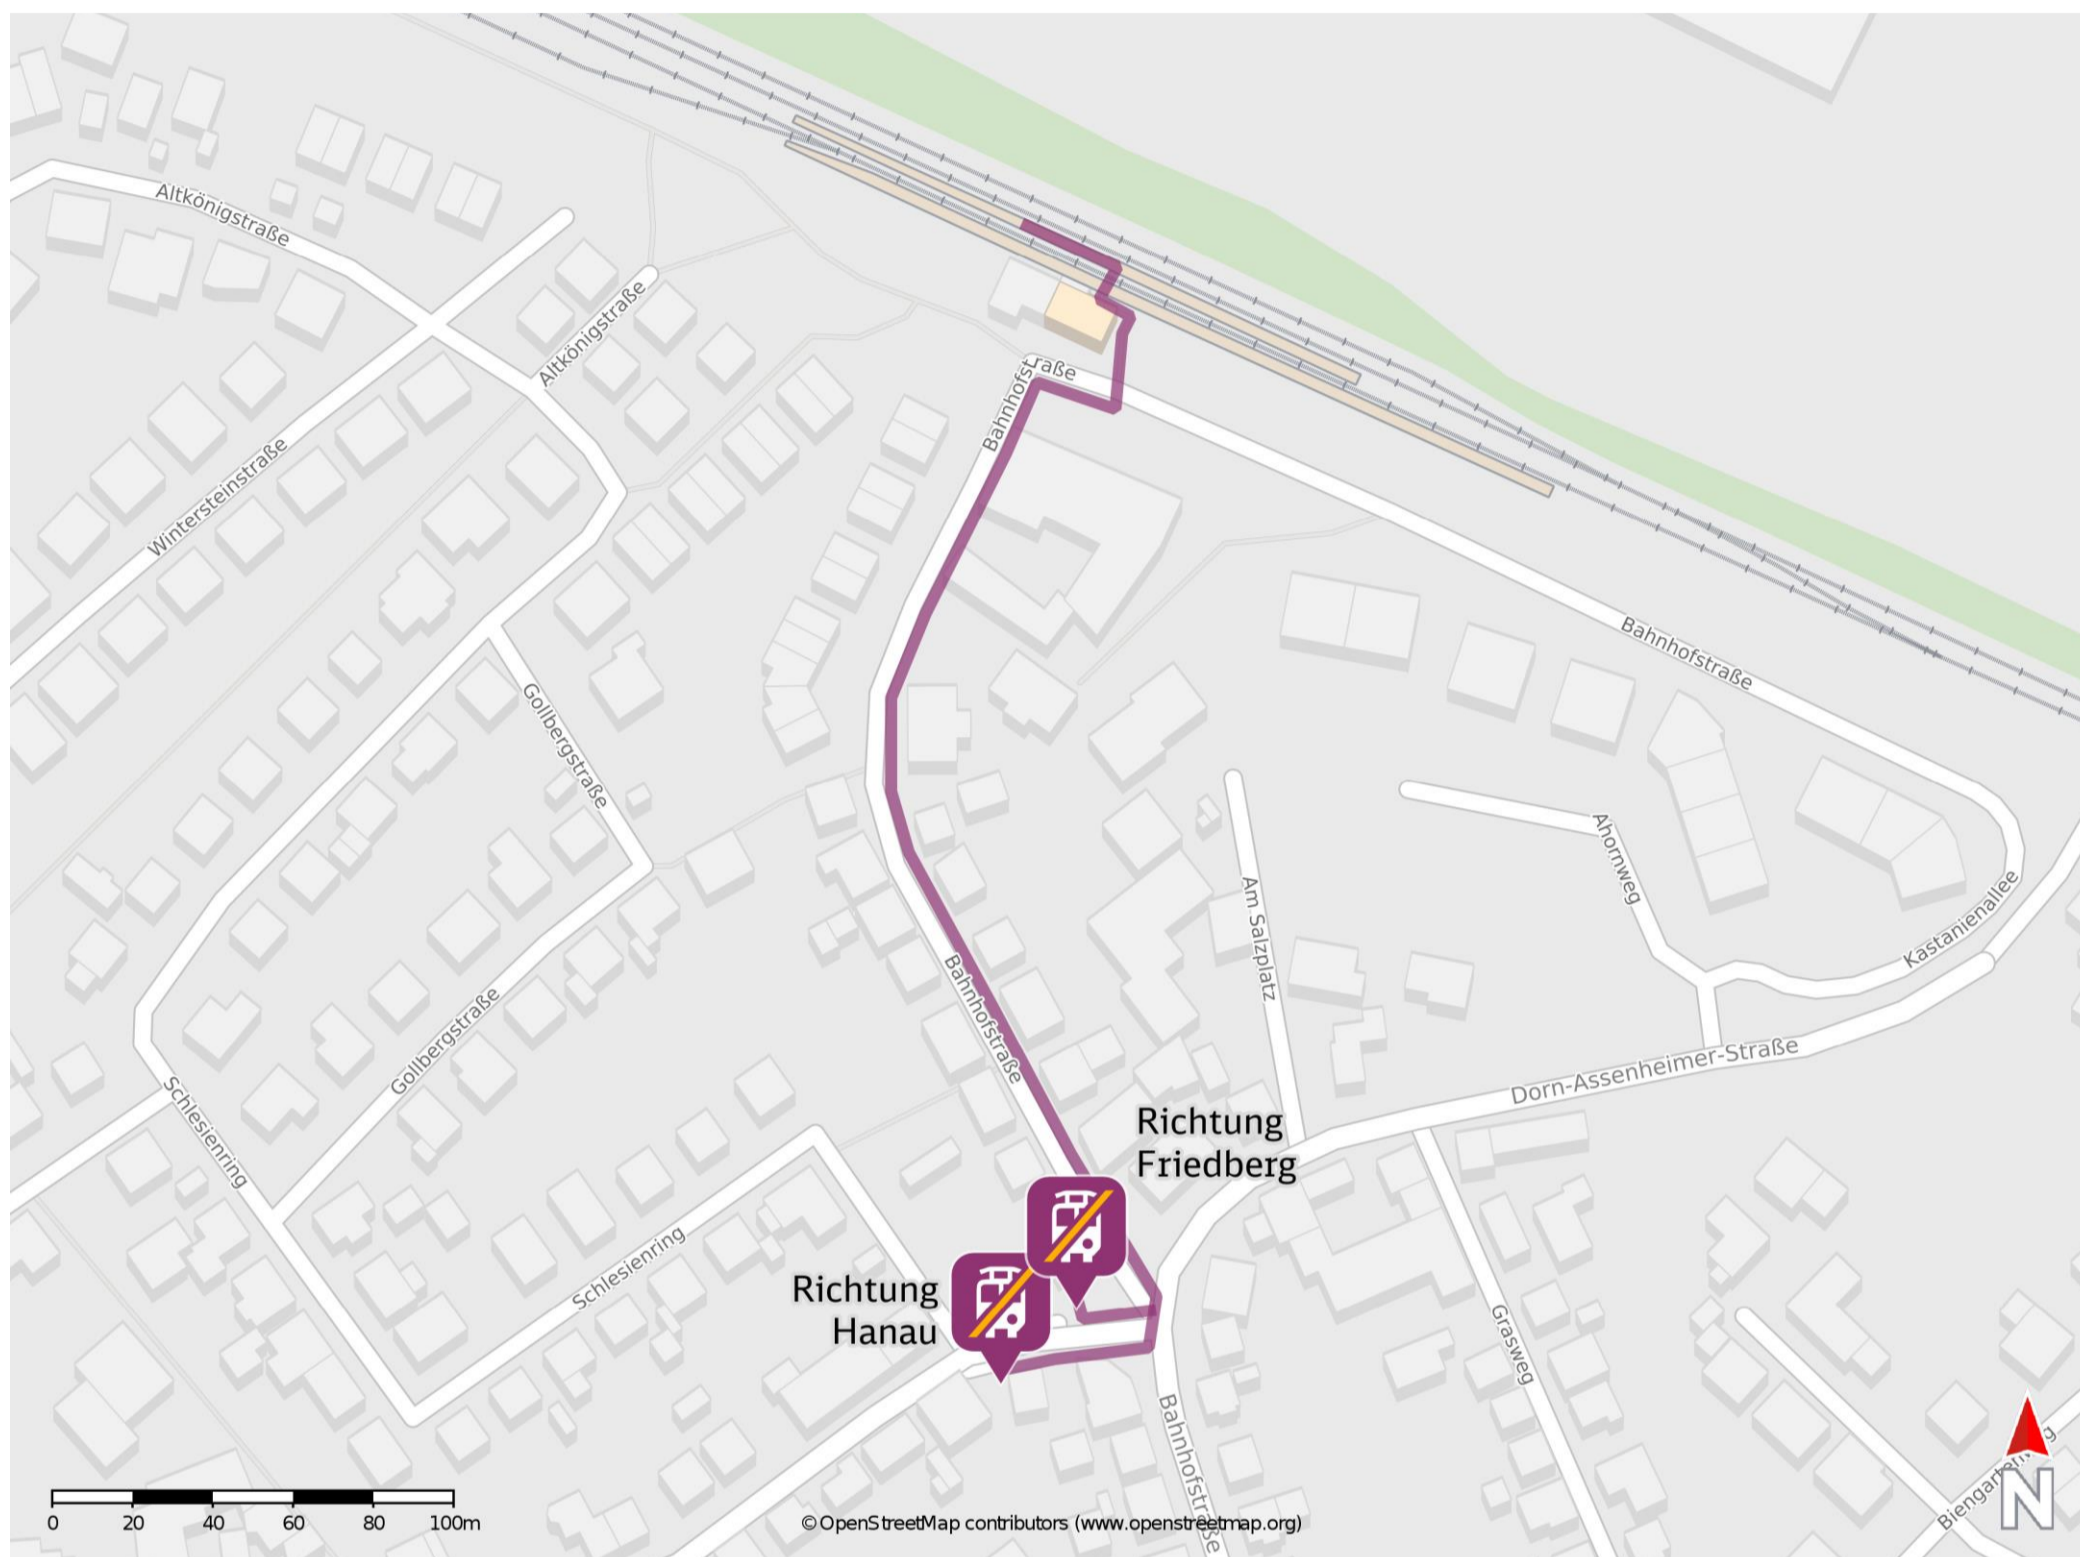 Altkönigstraße
Altkönigstraße
Bahnhofstraße
Wintersteinstraße
Bahnhofstraße
Gollbergstraße
Ahornweg
Am Salzplatz
Kastanienallee
Bahnhofstraße
Gollbergstraße
Dorn-Assenheimer-Straße
Schlesienring
Richtung
Friedberg
Schlesienring
Richtung
Hanau
Grasweg
Bahnhofstraße
N
0 20 40 60 80 100m
© OpenStreetMap contributors (www.openstreetmap.org)